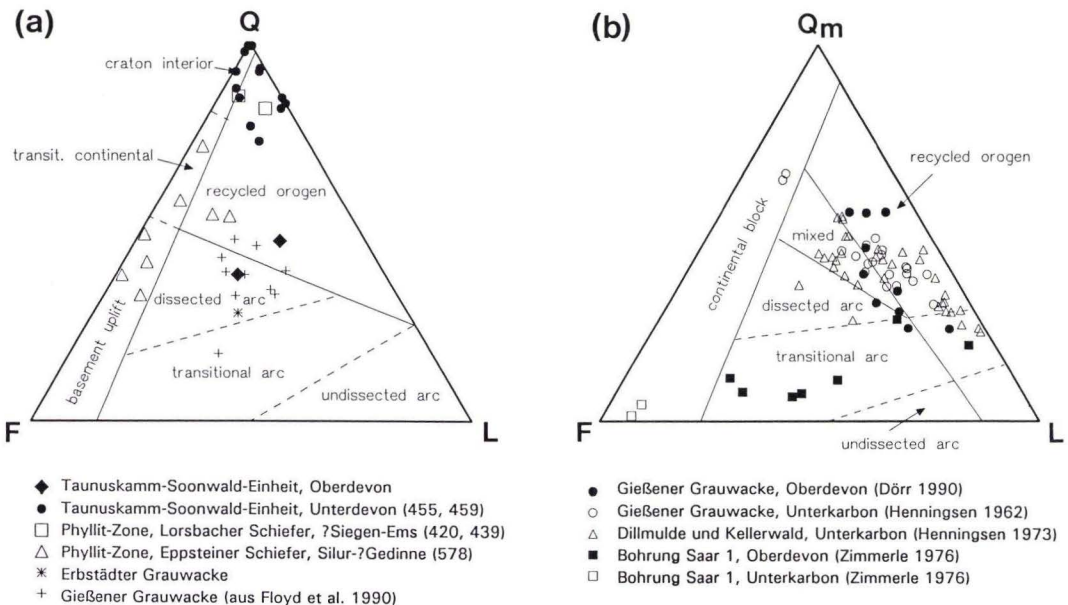 (a)
Q
craton interior
transit. continental
recycled orogen
dissected arc
basement uplift
transitional arc
undissected arc
F
L
◆ Taunuskamm-Soonwald-Einheit, Oberdevon
● Taunuskamm-Soonwald-Einheit, Unterdevon (455, 459)
□ Phyllit-Zone, Lorsbacher Schiefer, ?Siegen-Ems (420, 439)
△ Phyllit-Zone, Eppsteiner Schiefer, Silur-?Gedinne (578)
✳ Erbstädter Grauwacke
+ Gießener Grauwacke (aus Floyd et al. 1990)
(b)
Qm
recycled orogen
continental block
mixed
dissected arc
transitional arc
undissected arc
F
L
● Gießener Grauwacke, Oberdevon (Dörr 1990)
○ Gießener Grauwacke, Unterkarbon (Henningsen 1962)
△ Dillmulde und Kellerwald, Unterkarbon (Henningsen 1973)
■ Bohrung Saar 1, Oberdevon (Zimmerle 1976)
□ Bohrung Saar 1, Unterkarbon (Zimmerle 1976)